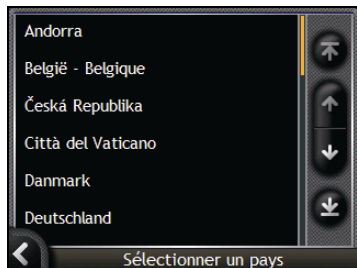 Andorra
België - Belgique
Česká Republika
Città del Vaticano
Danmark
Deutschland
Sélectionner un pays